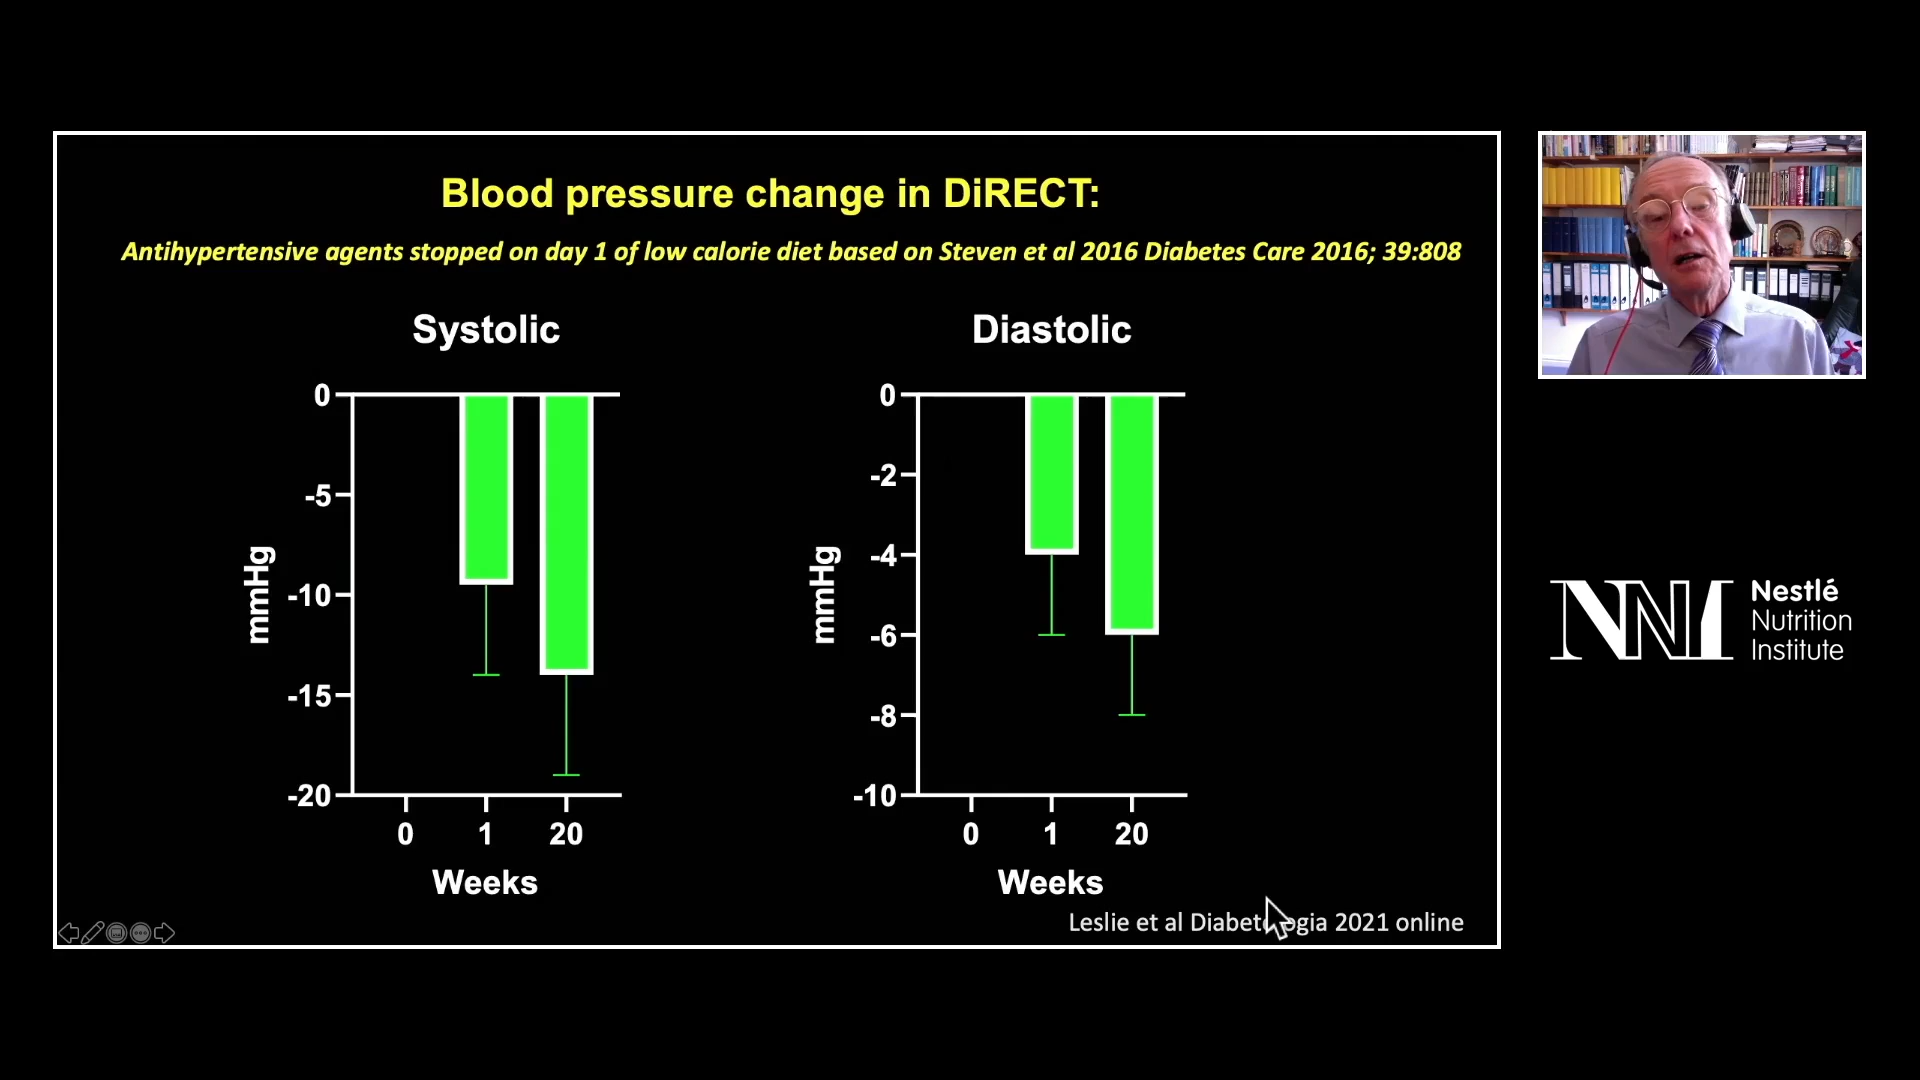 Blood pressure change in DiRECT:
Antihypertensive agents stopped on day 1 of low calorie diet based on Steven et al 2016 Diabetes Care 2016; 39:808
Systolic
0
-5
-10
-15
-20
mmHg
0 1 20
Weeks
Diastolic
0
-2
-4
-6
-8
-10
mmHg
0 1 20
Weeks
Leslie et al Diabetologia 2021 online
NNI
Nestlé
Nutrition
Institute